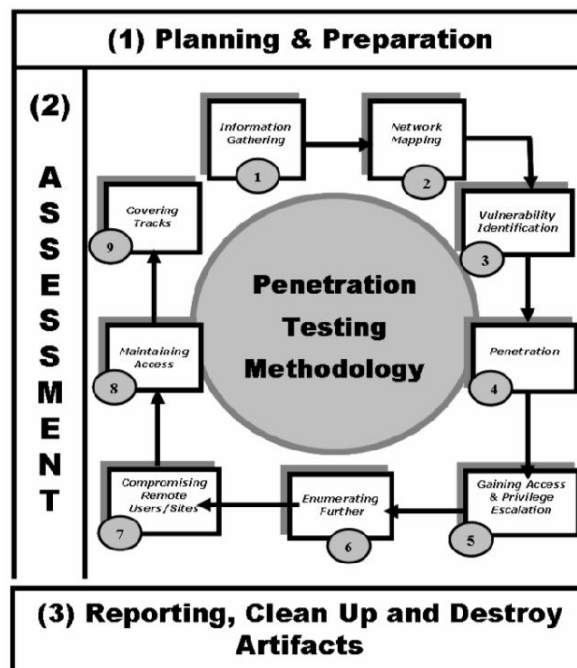 (1) Planning & Preparation
(2)
A
S
S
E
S
S
M
E
N
T
Information
Gathering
1
Network
Mapping
2
Vulnerability
Identification
3
Penetration
4
Gaining Access
& Privilege
Escalation
5
Enumerating
Further
6
Compromising
Remote
Users/Sites
7
Maintaining
Access
8
Covering
Tracks
9
Penetration
Testing
Methodology
(3) Reporting, Clean Up and Destroy
Artifacts